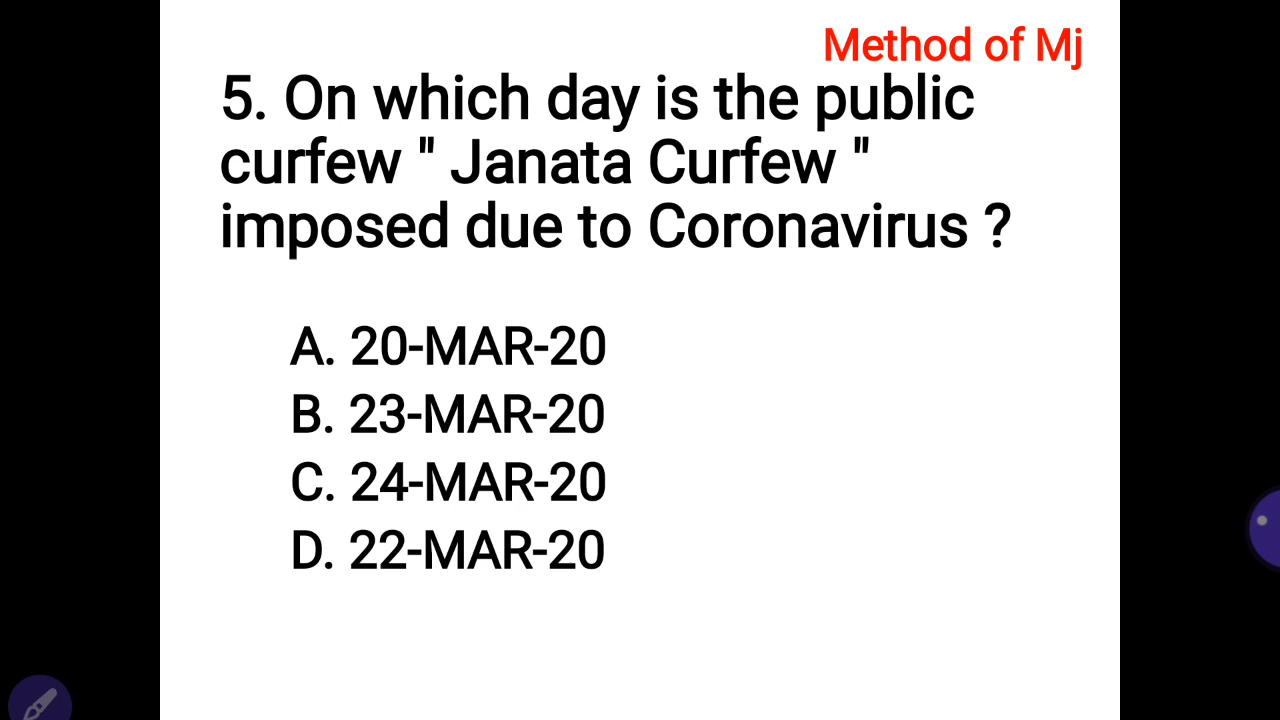 Method of Mj
5. On which day is the public
curfew " Janata Curfew "
imposed due to Coronavirus ?
A. 20-MAR-20
B. 23-MAR-20
C. 24-MAR-20
D. 22-MAR-20